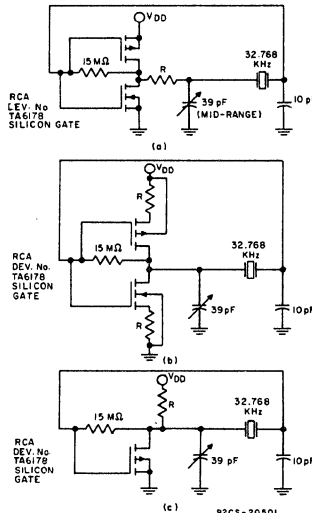 VDD
RCA
LEV. No
TA6178
SILICON GATE
15 MΩ
R
39 pF
(MID-RANGE)
32.768
KHz
10 pF
(a)
VDD
R
RCA
DEV. No.
TA6178
SILICON
GATE
15 MΩ
R
39 pF
32.768
KHz
10 pF
(b)
VDD
R
RCA
DEV. No.
TA6178
SILICON
GATE
15 MΩ
39 pF
32.768
KHz
10 pF
(c)
92CS-20501